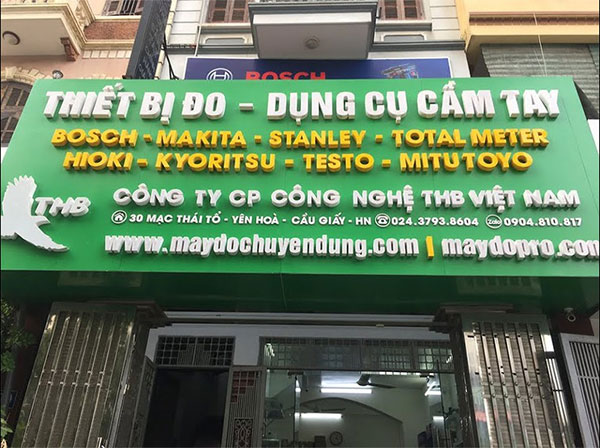 BOSCH
THIẾT BỊ ĐO - DỤNG CỤ CẦM TAY
BOSCH - MAKITA - STANLEY - TOTAL METER
HIOKI - KYORITSU - TESTO - MITUTOYO
THB
CÔNG TY CP CÔNG NGHỆ THB VIỆT NAM
30 MẠC THÁI TỔ - YÊN HOÀ - CẦU GIẤY - HN 024.3793.8604 Zalo 0904.810.817
www.maydochuyendung.com | maydopro.com